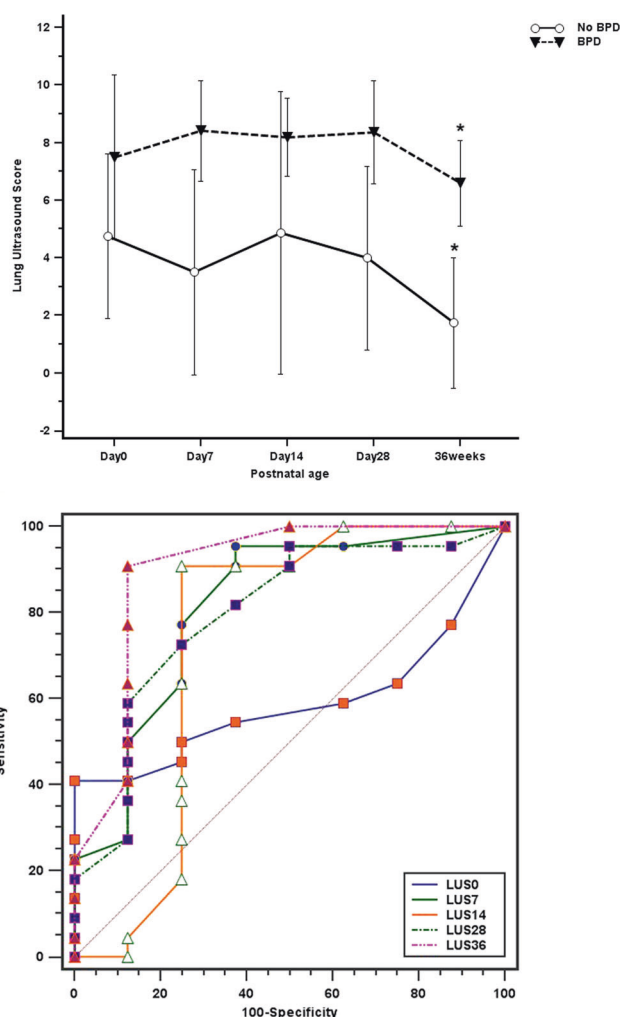 No BPD
BPD
12
10
8
6
4
2
0
-2
Lung Ultrasound Score
*
*
Day0 Day7 Day14 Day28 36weeks
Postnatal age
100
80
60
40
20
0
LUS0
LUS7
LUS14
LUS28
LUS36
0 20 40 60 80 100
100-Specificity